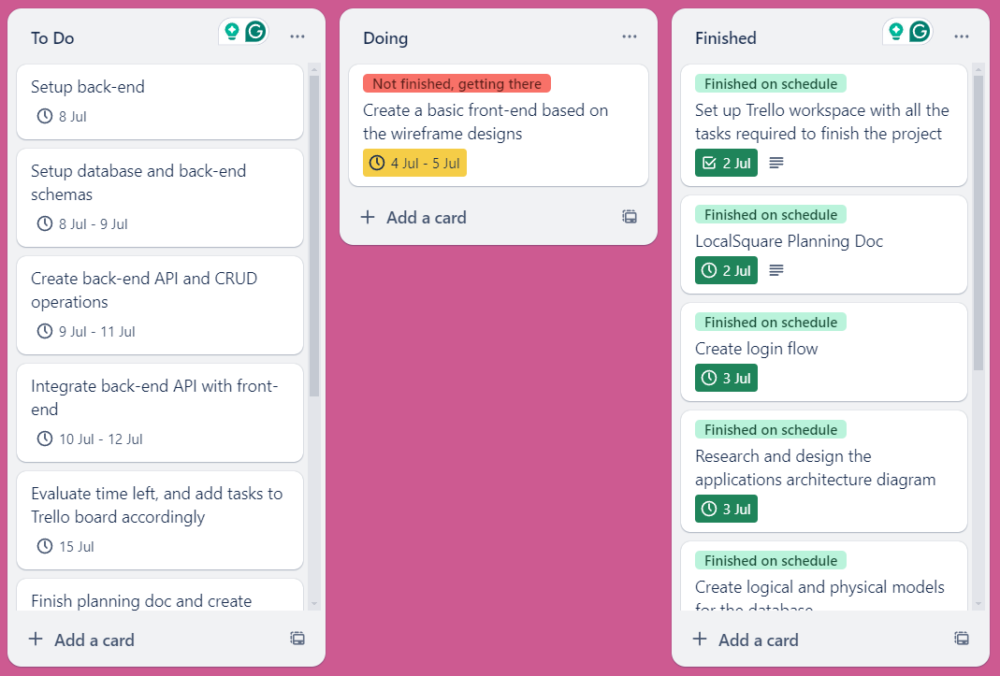 To Do
Setup back-end
8 Jul
Setup database and back-end
schemas
8 Jul - 9 Jul
Create back-end API and CRUD
operations
9 Jul - 11 Jul
Integrate back-end API with front-
end
10 Jul - 12 Jul
Evaluate time left, and add tasks to
Trello board accordingly
15 Jul
Finish planning doc and create
Add a card
Doing
Not finished, getting there
Create a basic front-end based on
the wireframe designs
4 Jul - 5 Jul
Add a card
Finished
Finished on schedule
Set up Trello workspace with all the
tasks required to finish the project
2 Jul
Finished on schedule
LocalSquare Planning Doc
2 Jul
Finished on schedule
Create login flow
3 Jul
Finished on schedule
Research and design the
applications architecture diagram
3 Jul
Finished on schedule
Create logical and physical models
for the database
Add a card